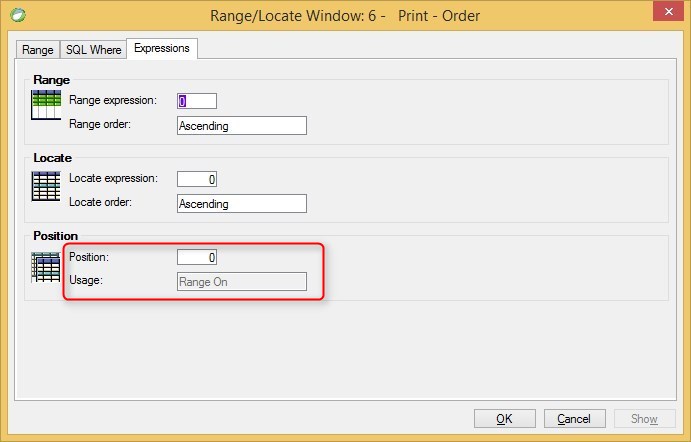 Range/Locate Window: 6 -   Print - Order
Range SQL Where Expressions
Range
Range expression: 0
Range order: Ascending
Locate
Locate expression: 0
Locate order: Ascending
Position
Position: 0
Usage: Range On
OK Cancel Show